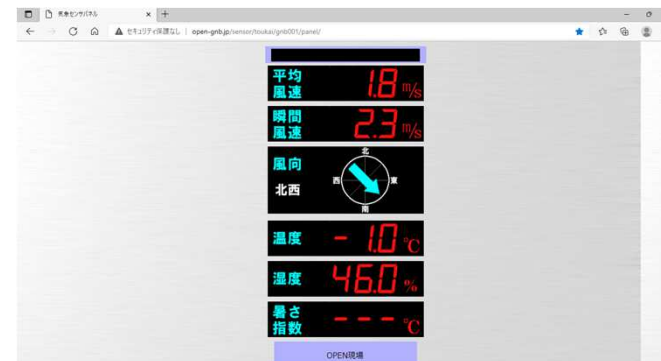 気象センサパネル
セキュリティ保護なし | open-gnb.jp/sensor/toukai/gnb001/panel/
平均
風速 1.8 m/s
瞬間
風速 2.3 m/s
風向
北西
北
西 東
南
温度 - 1.0 ℃
湿度 46.0 %
暑さ
指数 - - - ℃
OPEN現場